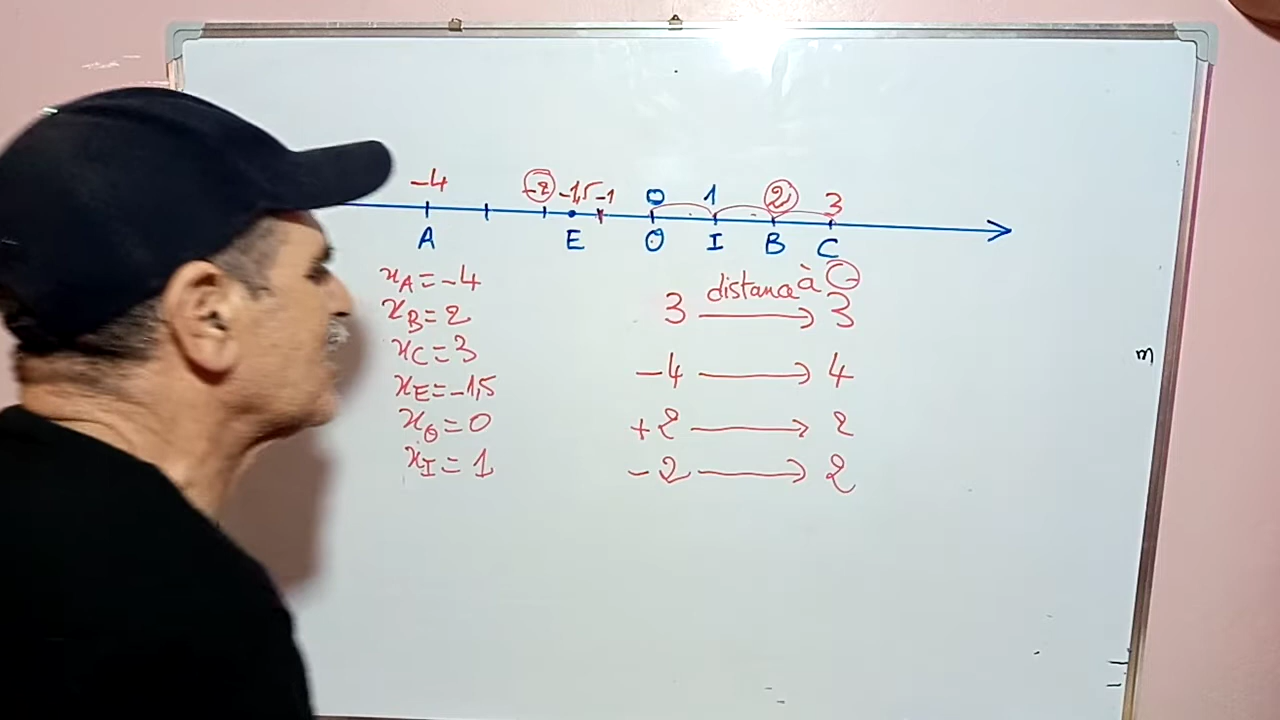 -4 -2 -1,5 -1 0 1 2 3
A E O I B C
xA = -4
xB = 2
xC = 3
xE = -1,5
xO = 0
xI = 1
distance à O
3 → 3
-4 → 4
+2 → 2
-2 → 2
m